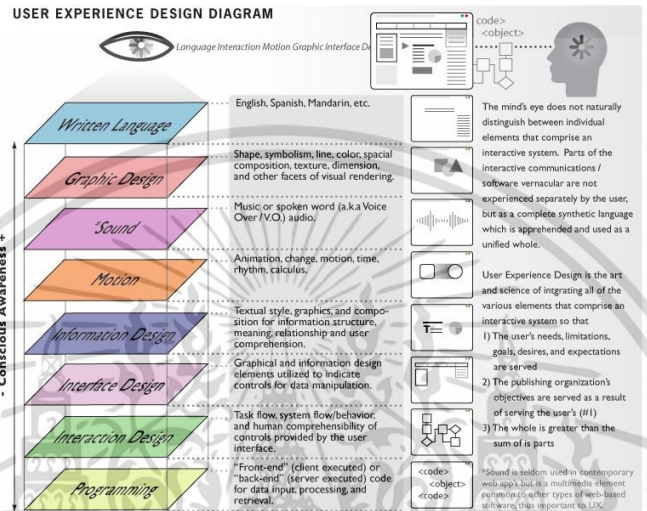 USER EXPERIENCE DESIGN DIAGRAM
Language Interaction Motion Graphic Interface De
code>
<object>
- Conscious Awareness +
Written Language
English, Spanish, Mandarin, etc.
Graphic Design
Shape, symbolism, line, color, spacial
composition, texture, dimension,
and other facets of visual rendering.
*Sound
Music or spoken word (a.k.a Voice
Over / V.O.) audio.
Motion
Animation, change, motion, time,
rhythm, calculus.
Information Design
Textual style, graphics, and compo-
sition for information structure,
meaning, relationship and user
comprehension.
T
Interface Design
Graphical and information design
elements utilized to indicate
controls for data manipulation.
Interaction Design
Task flow, system flow/behavior,
and human comprehensibility of
controls provided by the user
interface.
Programming
"Front-end" (client executed) or
"back-end" (server executed) code
for data input, processing, and
retrieval.
<code>
<object>
<code>
The mind's eye does not naturally
distinguish between individual
elements that comprise an
interactive system. Parts of the
interactive communications /
software vernacular are not
experienced separately by the user,
but as a complete synthetic language
which is apprehended and used as a
unified whole.
User Experience Design is the art
and science of intgrating all of the
various elements that comprise an
interactive system so that
1) The user's needs, limitations,
goals, desires, and expectations
are served
2) The publishing organization's
objectives are served as a result
of serving the user's (#1)
3) The whole is greater than the
sum of is parts
*Sound is seldom used in contemporary
web app's but is a multimedia element
common to other types of web-based
software, thus important to UX.